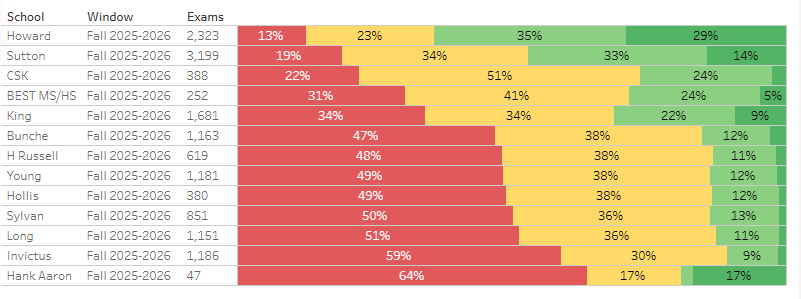 School Window Exams
Howard Fall 2025-2026 2,323 13% 23% 35% 29%
Sutton Fall 2025-2026 3,199 19% 34% 33% 14%
CSK Fall 2025-2026 388 22% 51% 24%
BEST MS/HS Fall 2025-2026 252 31% 41% 24% 5%
King Fall 2025-2026 1,681 34% 34% 22% 9%
Bunche Fall 2025-2026 1,163 47% 38% 12%
H Russell Fall 2025-2026 619 48% 38% 11%
Young Fall 2025-2026 1,181 49% 38% 12%
Hollis Fall 2025-2026 380 49% 38% 12%
Sylvan Fall 2025-2026 851 50% 36% 13%
Long Fall 2025-2026 1,151 51% 36% 11%
Invictus Fall 2025-2026 1,186 59% 30% 9%
Hank Aaron Fall 2025-2026 47 64% 17% 17%